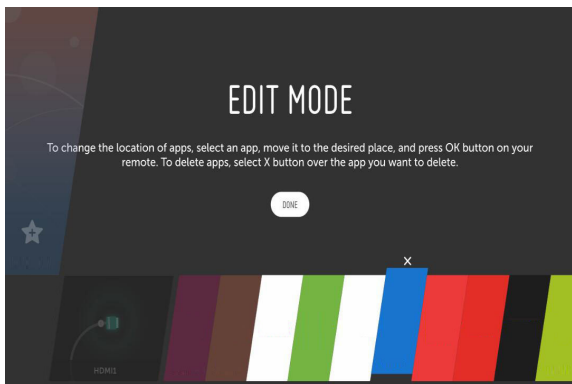 EDIT MODE
To change the location of apps, select an app, move it to the desired place, and press OK button on your
remote. To delete apps, select X button over the app you want to delete.
DONE
X
HDMI1